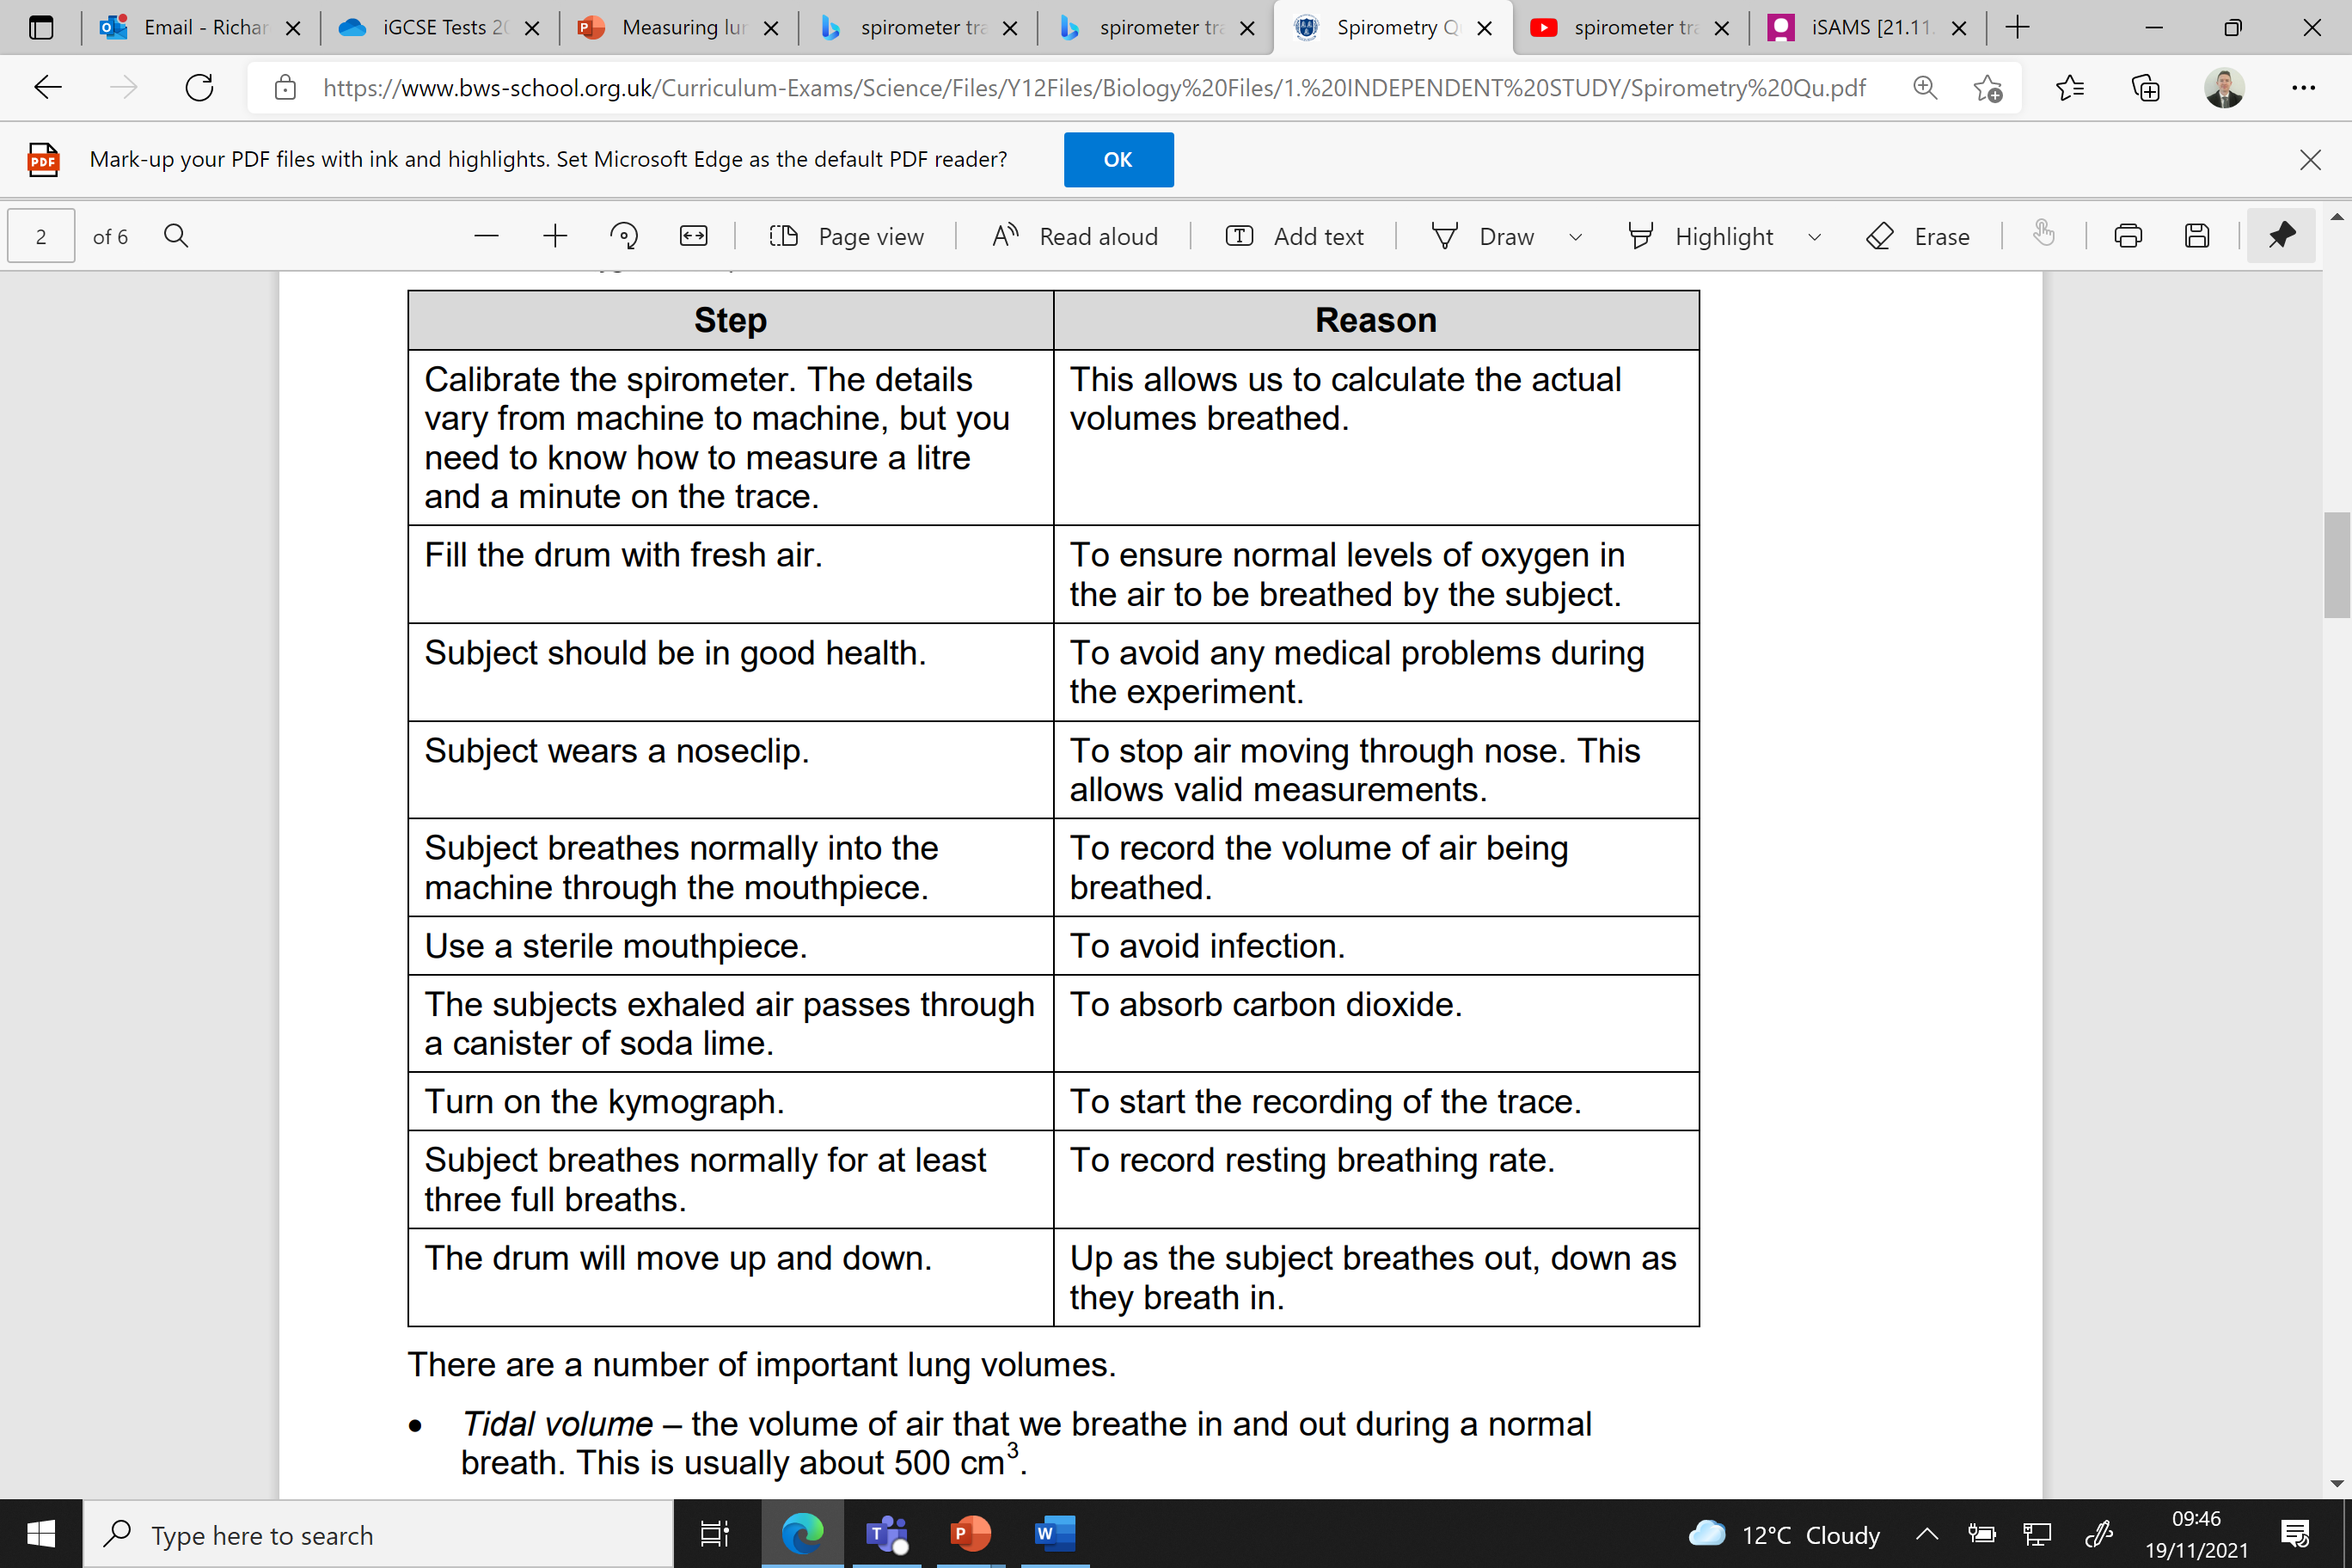 Email - Richar
iGCSE Tests 20
Measuring lun
spirometer tra
spirometer tra
Spirometry Q
spirometer tra
iSAMS [21.11.
https://www.bws-school.org.uk/Curriculum-Exams/Science/Files/Y12Files/Biology%20Files/1.%20INDEPENDENT%20STUDY/Spirometry%20Qu.pdf
PDF
Mark-up your PDF files with ink and highlights. Set Microsoft Edge as the default PDF reader?
OK
2 of 6
Page view
Read aloud
Add text
Draw
Highlight
Erase
Step
Reason
Calibrate the spirometer. The details
vary from machine to machine, but you
need to know how to measure a litre
and a minute on the trace.
This allows us to calculate the actual
volumes breathed.
Fill the drum with fresh air.
To ensure normal levels of oxygen in
the air to be breathed by the subject.
Subject should be in good health.
To avoid any medical problems during
the experiment.
Subject wears a noseclip.
To stop air moving through nose. This
allows valid measurements.
Subject breathes normally into the
machine through the mouthpiece.
To record the volume of air being
breathed.
Use a sterile mouthpiece.
To avoid infection.
The subjects exhaled air passes through
a canister of soda lime.
To absorb carbon dioxide.
Turn on the kymograph.
To start the recording of the trace.
Subject breathes normally for at least
three full breaths.
To record resting breathing rate.
The drum will move up and down.
Up as the subject breathes out, down as
they breath in.
There are a number of important lung volumes.
• Tidal volume – the volume of air that we breathe in and out during a normal
breath. This is usually about 500 cm³.
Type here to search
12°C Cloudy
09:46
19/11/2021